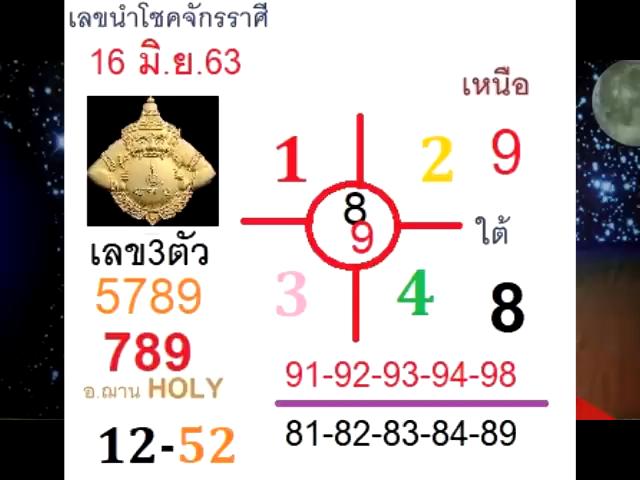 เลขนำโชคจักรราศี
16 มิ.ย.63
เหนือ
1 2 9
8
9
ใต้
เลข3ตัว
5789
3 4 8
789
อ.ฌาน HOLY
91-92-93-94-98
12-52
81-82-83-84-89